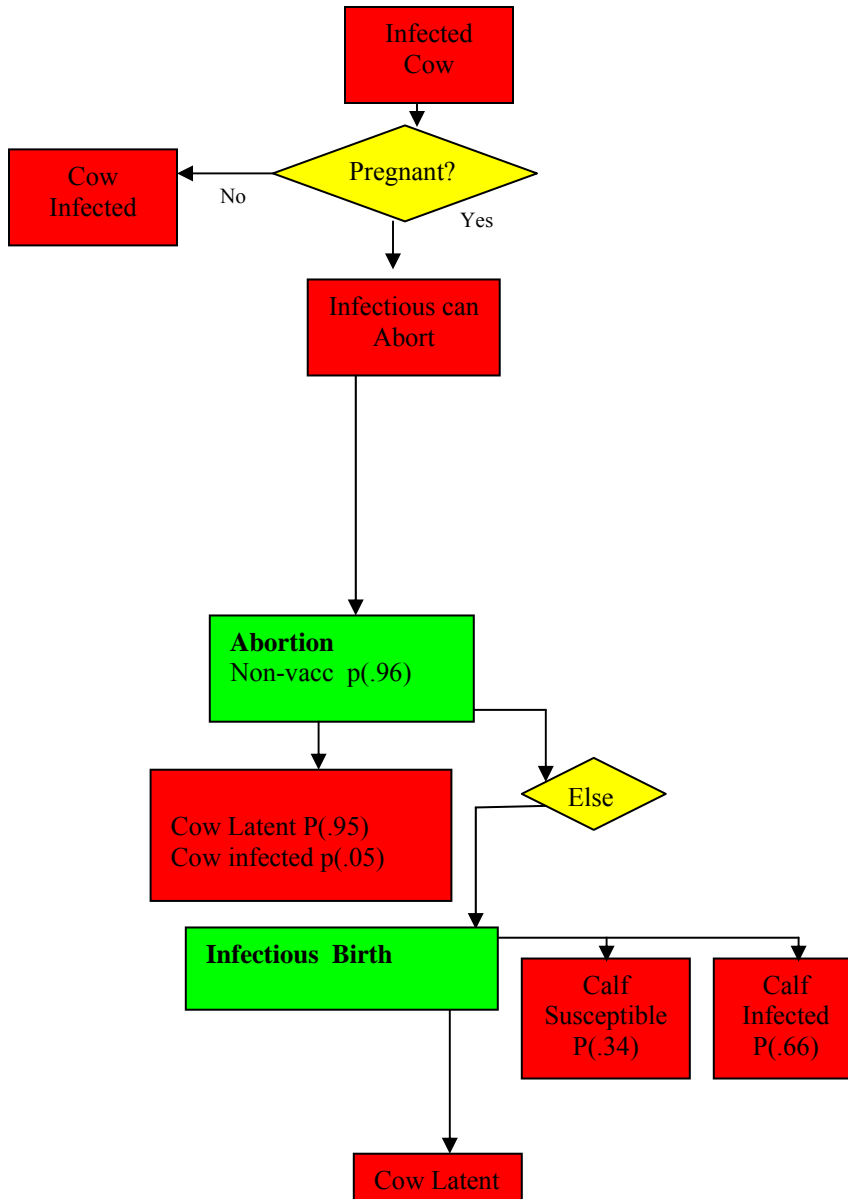 Infected
Cow
Pregnant?
Cow
Infected
No
Yes
Infectious can
Abort
Abortion
Non-vacc p(.96)
Else
Cow Latent P(.95)
Cow infected p(.05)
Infectious Birth
Calf
Susceptible
P(.34)
Calf
Infected
P(.66)
Cow Latent